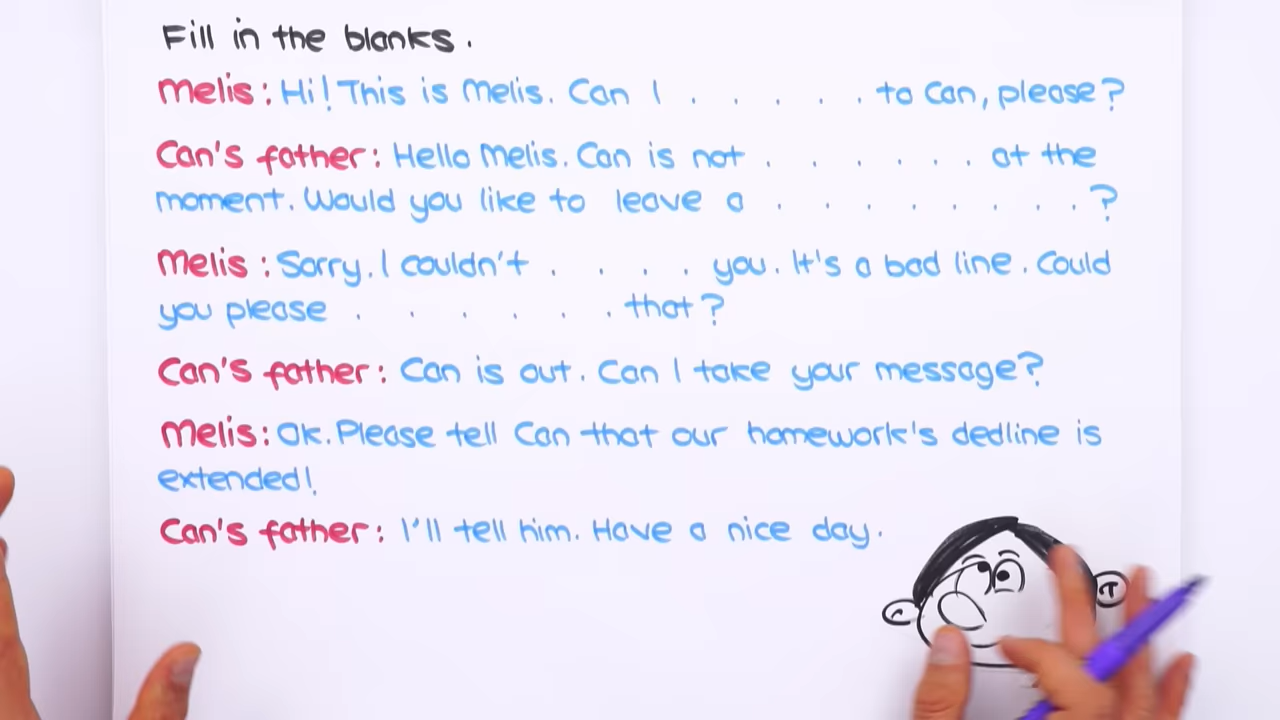 Fill in the blanks.
Melis: Hi! This is Melis. Can I . . . . . to Can, please?
Can's father: Hello Melis. Can is not . . . . . . at the
moment. Would you like to leave a . . . . . . . ?
Melis: Sorry. I couldn't . . . . you. It's a bad line. Could
you please . . . . . . that?
Can's father: Can is out. Can I take your message?
Melis: Ok. Please tell Can that our homework's dedline is
extended!
Can's father: I'll tell him. Have a nice day.
C T